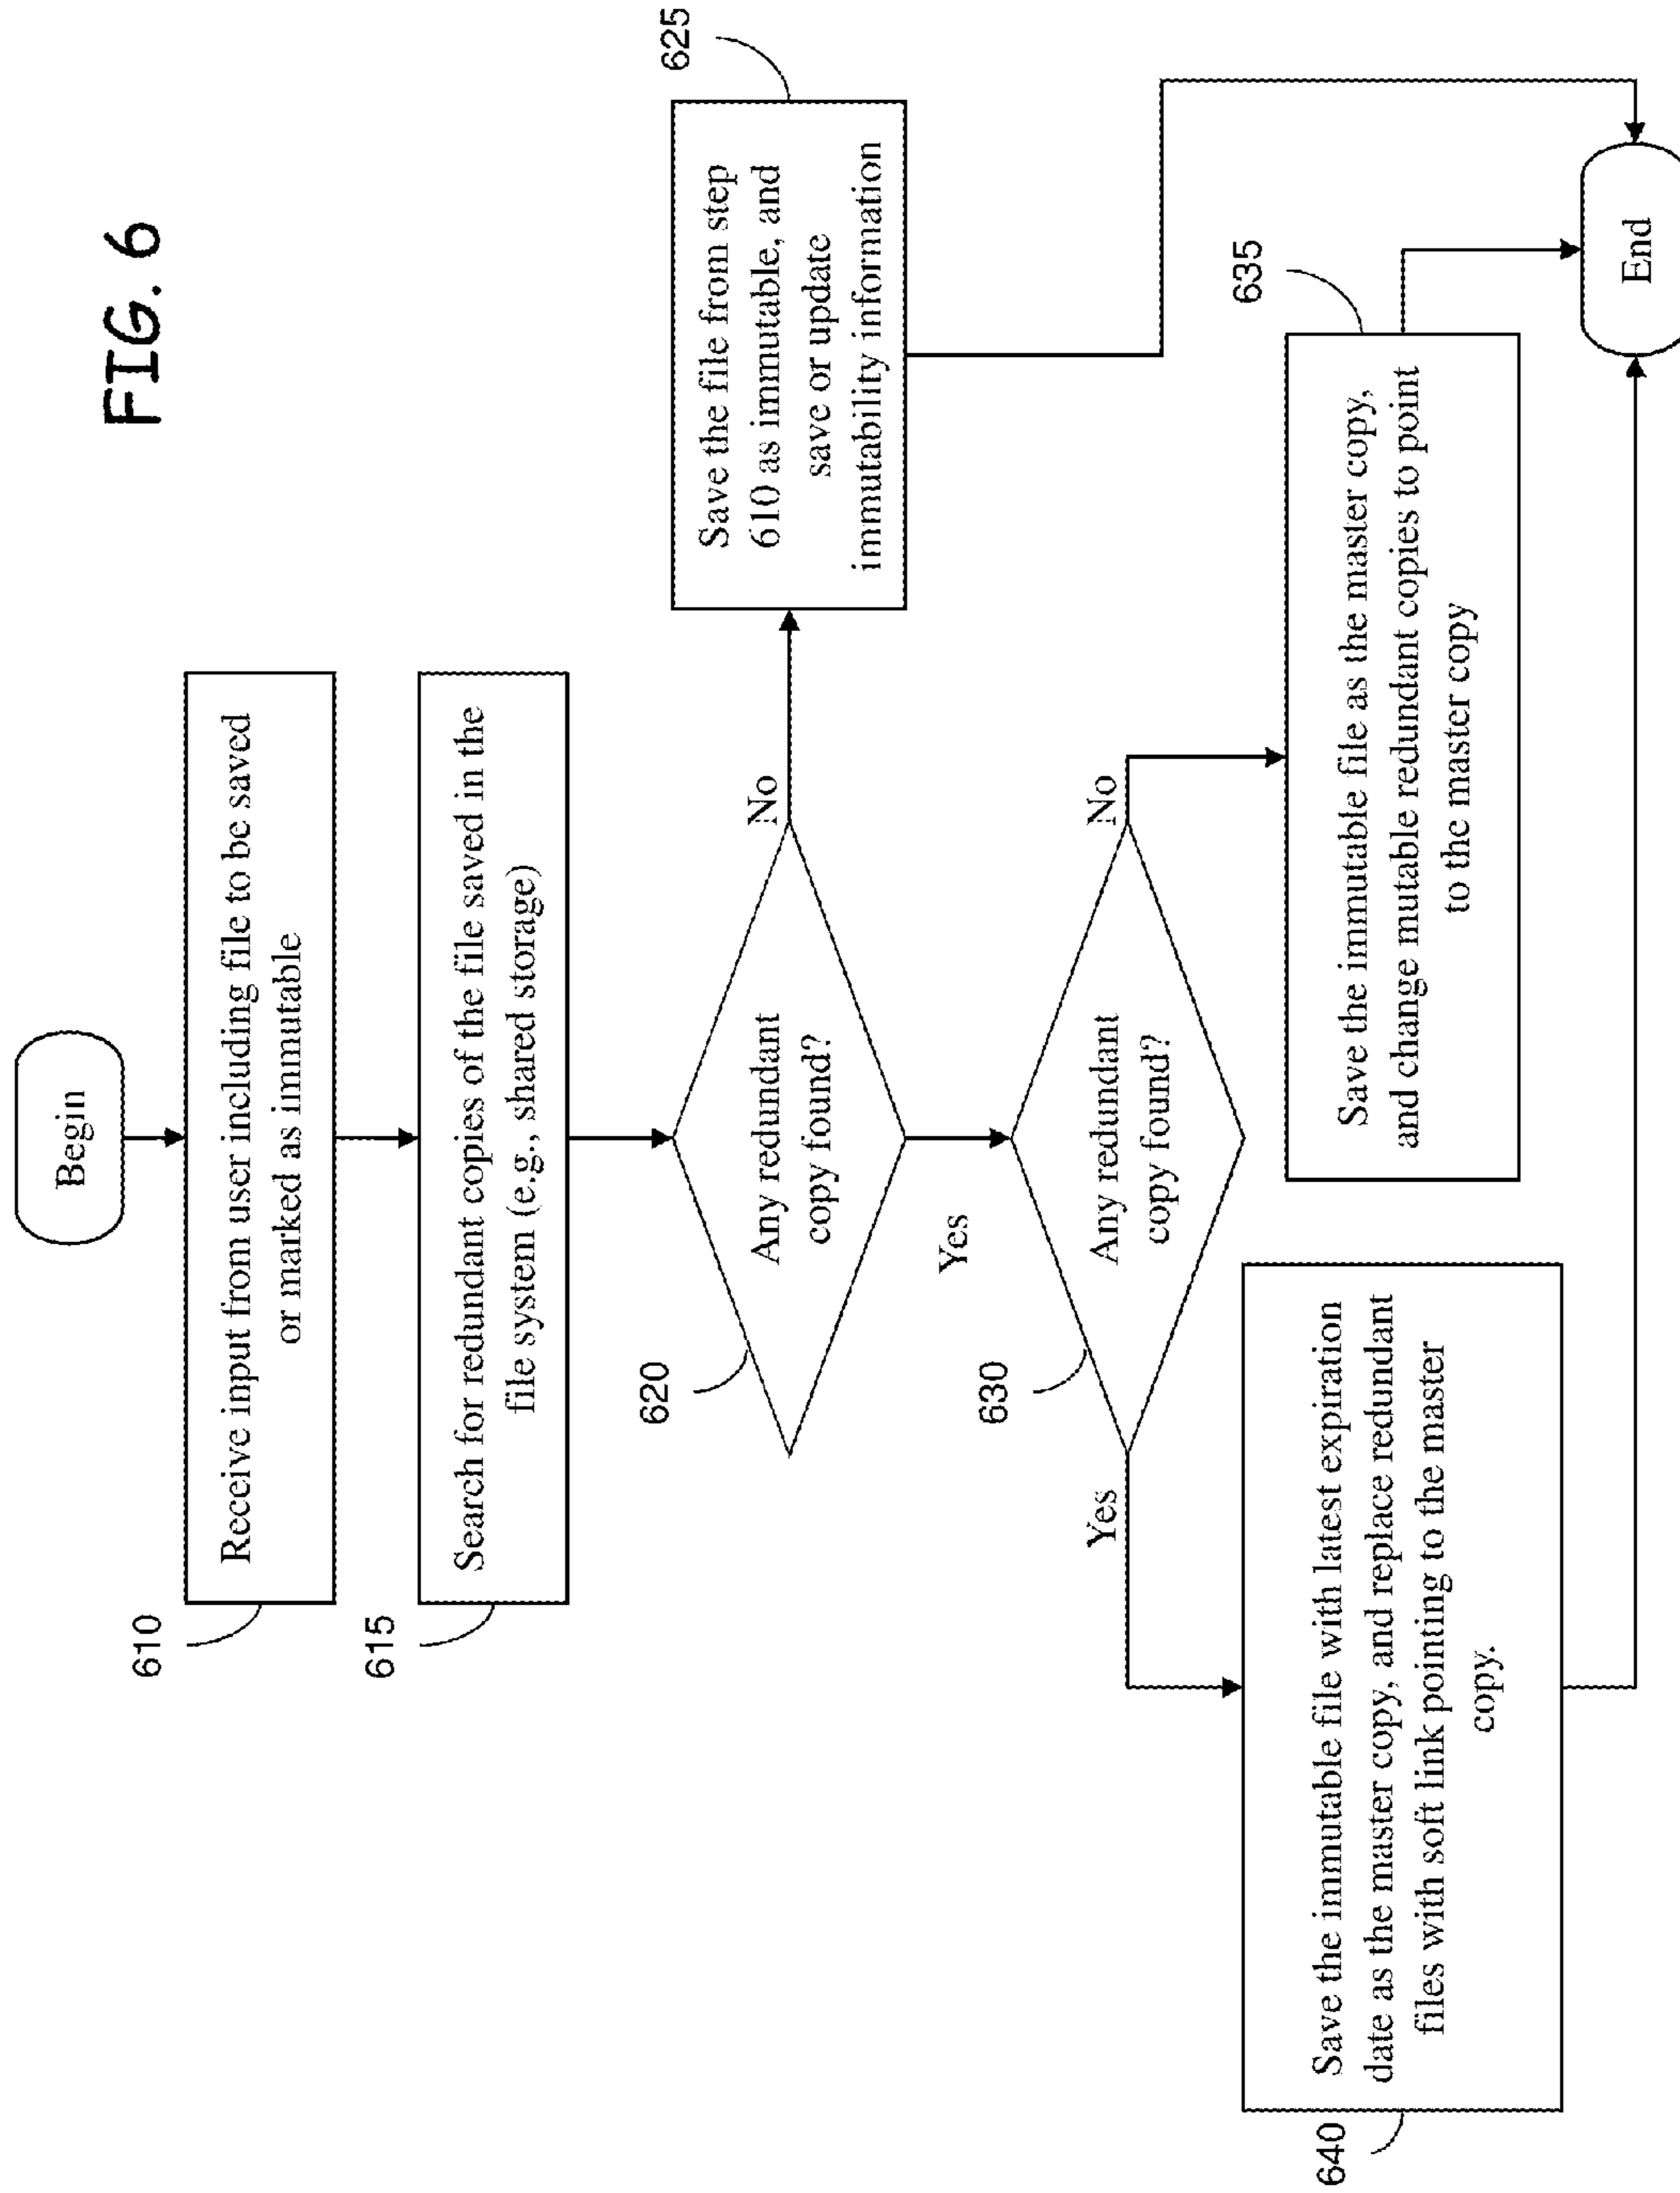 FIG. 6
Begin
610
Receive input from user including file to be saved
or marked as immutable
615
Search for redundant copies of the file saved in the
file system (e.g., shared storage)
620
Any redundant
copy found?
No
625
Save the file from step
610 as immutable, and
save or update
immutability information
Yes
630
Any redundant
copy found?
No
635
Save the immutable file as the master copy,
and change mutable redundant copies to point
to the master copy
Yes
640
Save the immutable file with latest expiration
date as the master copy, and replace redundant
files with soft link pointing to the master
copy.
End